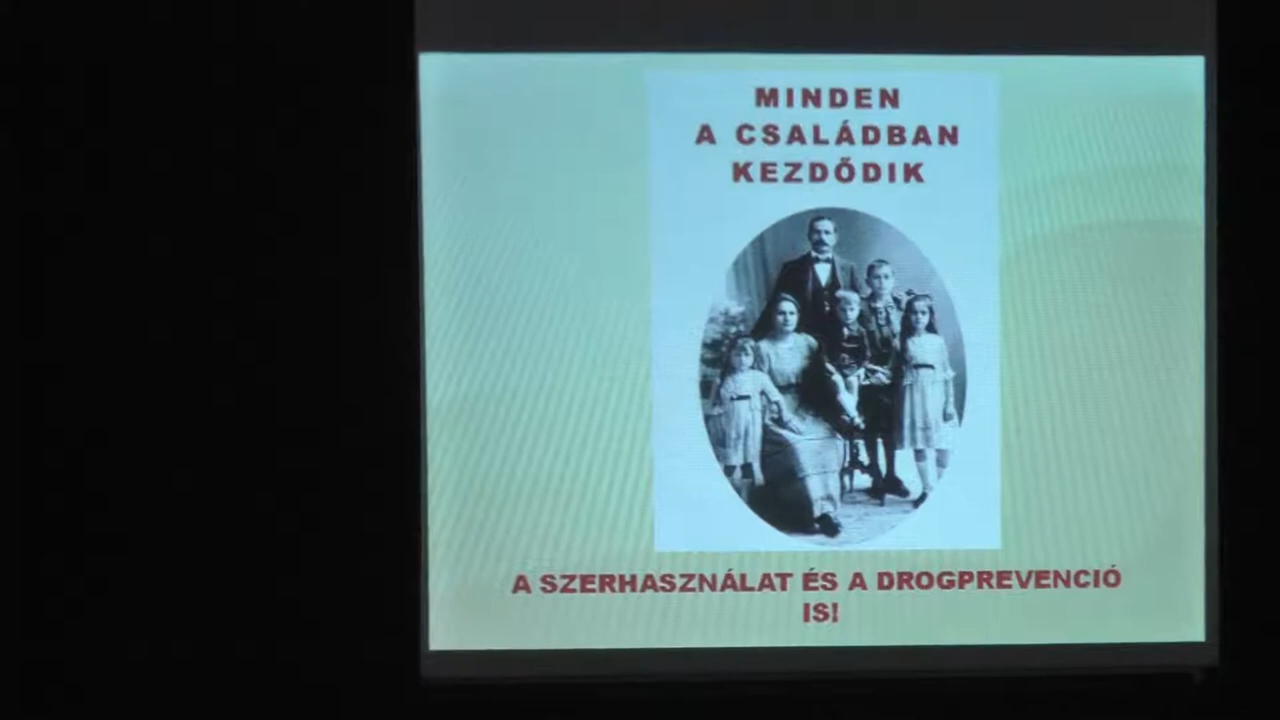 MINDEN
A CSALÁDBAN
KEZDŐDIK
A SZERHASZNÁLAT ÉS A DROGPREVENCIÓ
IS!